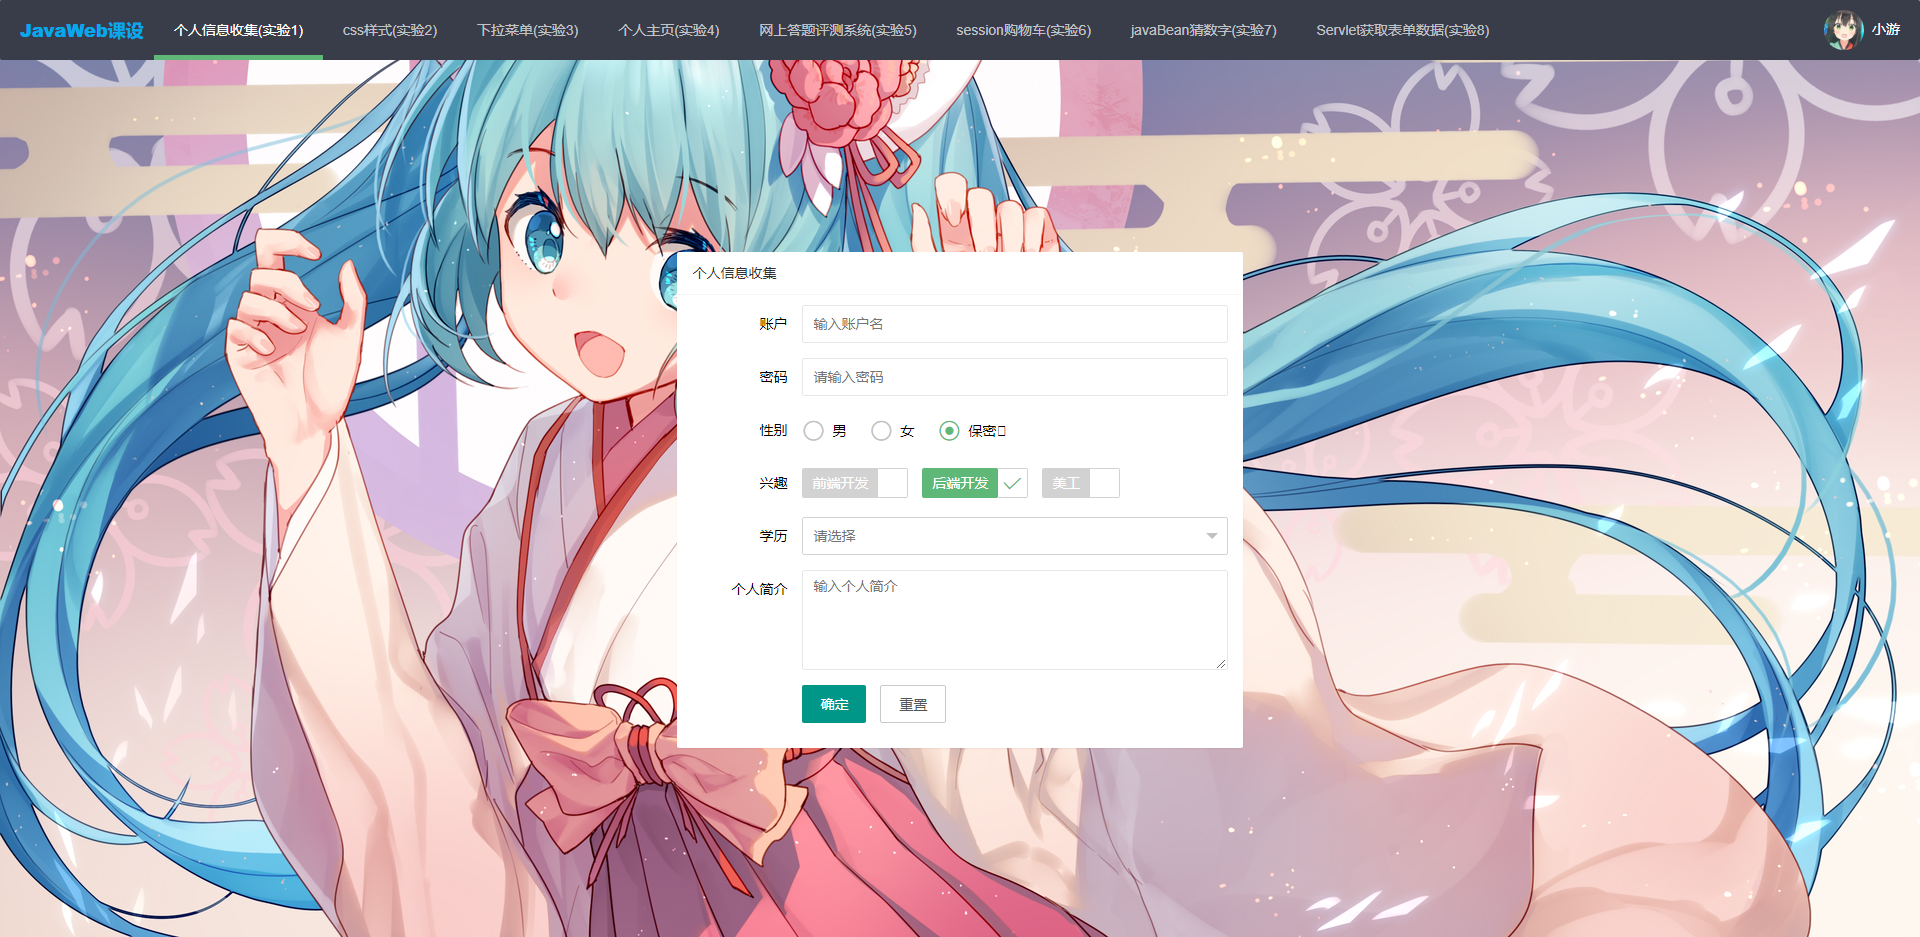 JavaWeb课设 个人信息收集(实验1) css样式(实验2) 下拉菜单(实验3) 个人主页(实验4) 网上答题评测系统(实验5) session购物车(实验6) javaBean猜数字(实验7) Servlet获取表单数据(实验8) 小游
个人信息收集
账户 输入账户名
密码 请输入密码
性别 男 女 保密
兴趣 前端开发 后端开发 美工
学历 请选择
个人简介 输入个人简介
确定 重置